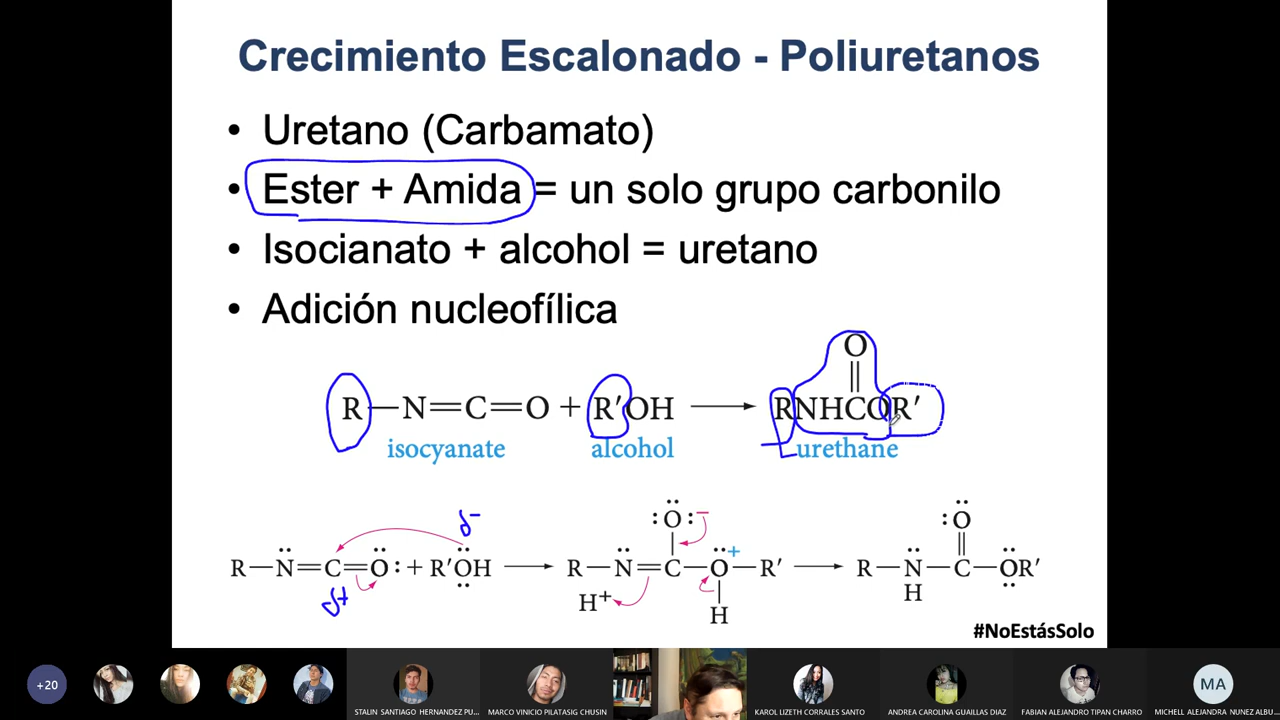 Crecimiento Escalonado - Poliuretanos
• Uretano (Carbamato)
• Ester + Amida = un solo grupo carbonilo
• Isocianato + alcohol = uretano
• Adición nucleofílica
O
R—N=C=O + R'OH ⟶ RNHCOR'
isocyanate alcohol urethane
δ-
:O:- :O
R—N=C=O: + R'OH ⟶ R—N=C—O+—R' ⟶ R—N—C—OR'
δ+ H+ H H
#NoEstásSolo
+20
STALIN SANTIAGO HERNANDEZ PU...
MARCO VINICIO PILATASIG CHUSIN
KAROL LIZETH CORRALES SANTO
ANDREA CAROLINA GUAILLAS DIAZ
FABIAN ALEJANDRO TIPAN CHARRO
MA
MICHELL ALEJANDRA NUNEZ ALBU...